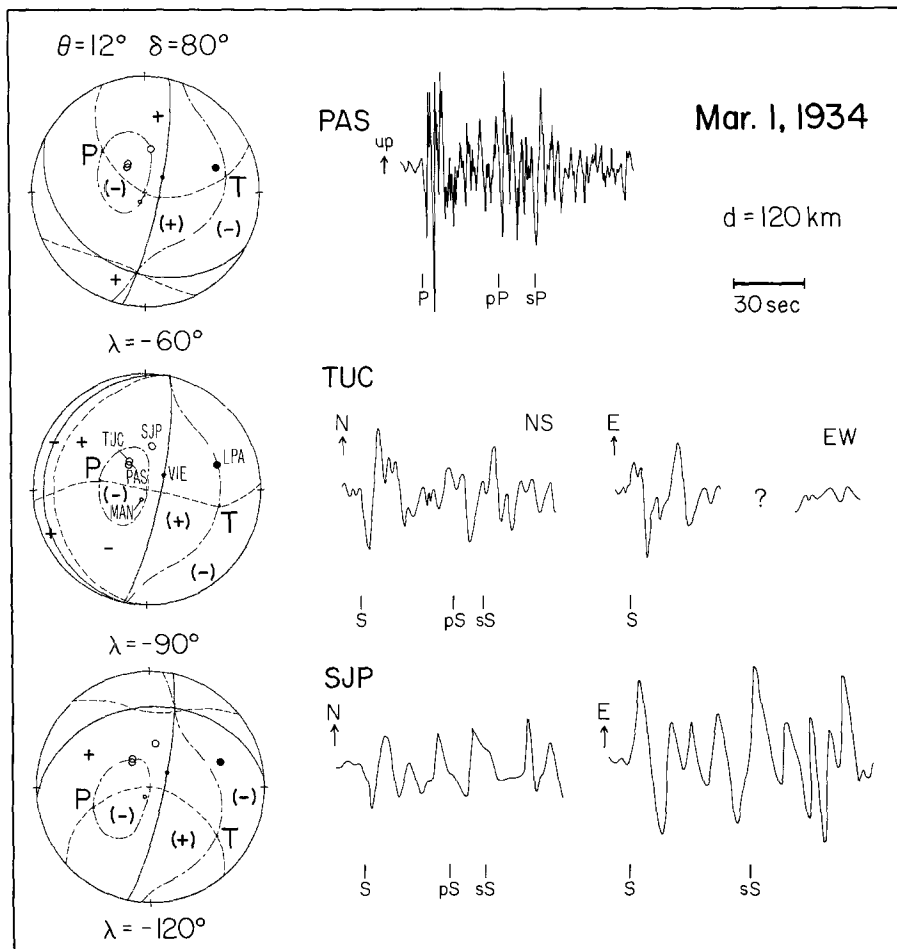 θ=12° δ=80°
+
P
(-)
T
(+)
(-)
+
λ=-60°
PAS
up
P
pP
sP
Mar. 1, 1934
d=120 km
30 sec
-
+
TUC
SJP
LPA
P
PAS
VIE
(-)
MAN
+
(+)
T
-
(-)
λ=-90°
TUC
N
NS
E
EW
?
S
pS
sS
S
+
P
(-)
(-)
(+)
T
λ=-120°
SJP
N
E
S
pS
sS
S
sS